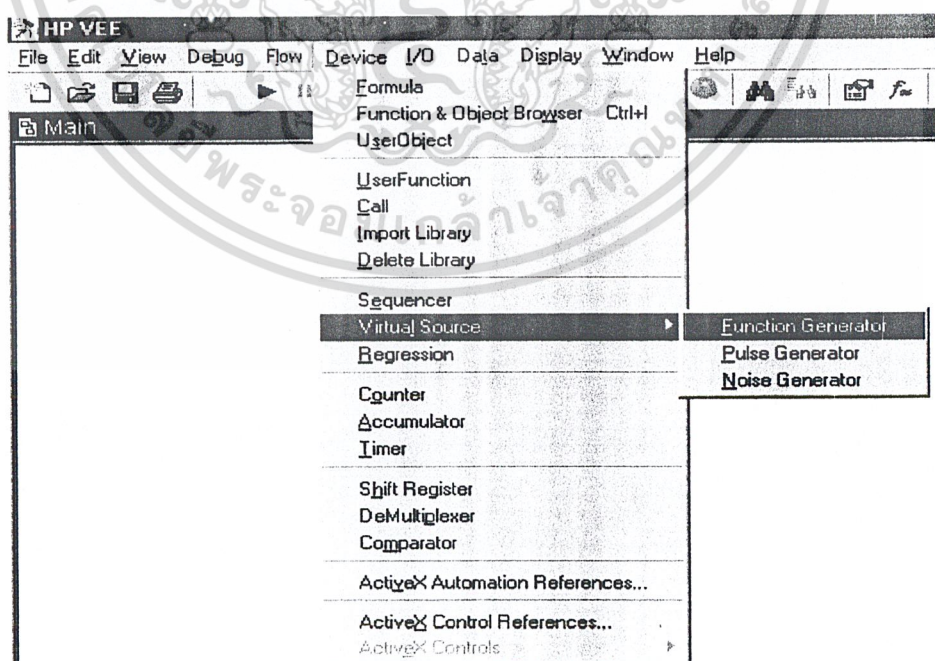 HP VEE
File Edit View Debug Flow Device I/O Data Display Window Help
Main
Formula
Function & Object Browser Ctrl+I
UserObject
UserFunction
Call
Import Library
Delete Library
Sequencer
Virtual Source
Function Generator
Pulse Generator
Noise Generator
Regression
Counter
Accumulator
Timer
Shift Register
DeMultiplexer
Comparator
ActiveX Automation References...
ActiveX Control References...
ActiveX Controls